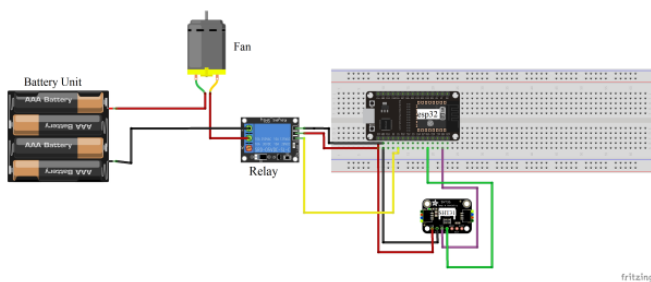 Fan
Battery Unit
AAA Battery
AAA Battery
AAA Battery
AAA Battery
esp32
Relay
fritzing